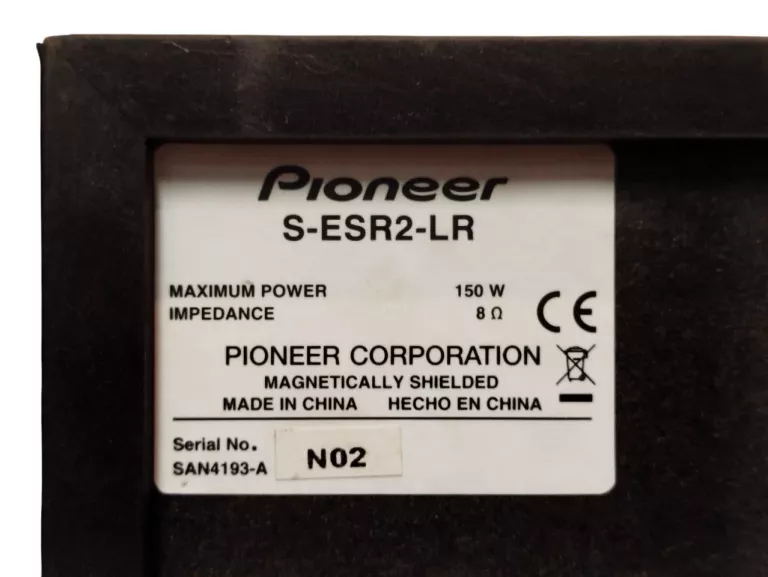 Pioneer
S-ESR2-LR
MAXIMUM POWER 150 W
IMPEDANCE 8 Ω
CE
PIONEER CORPORATION
MAGNETICALLY SHIELDED
MADE IN CHINA HECHO EN CHINA
Serial No.
SAN4193-A N02